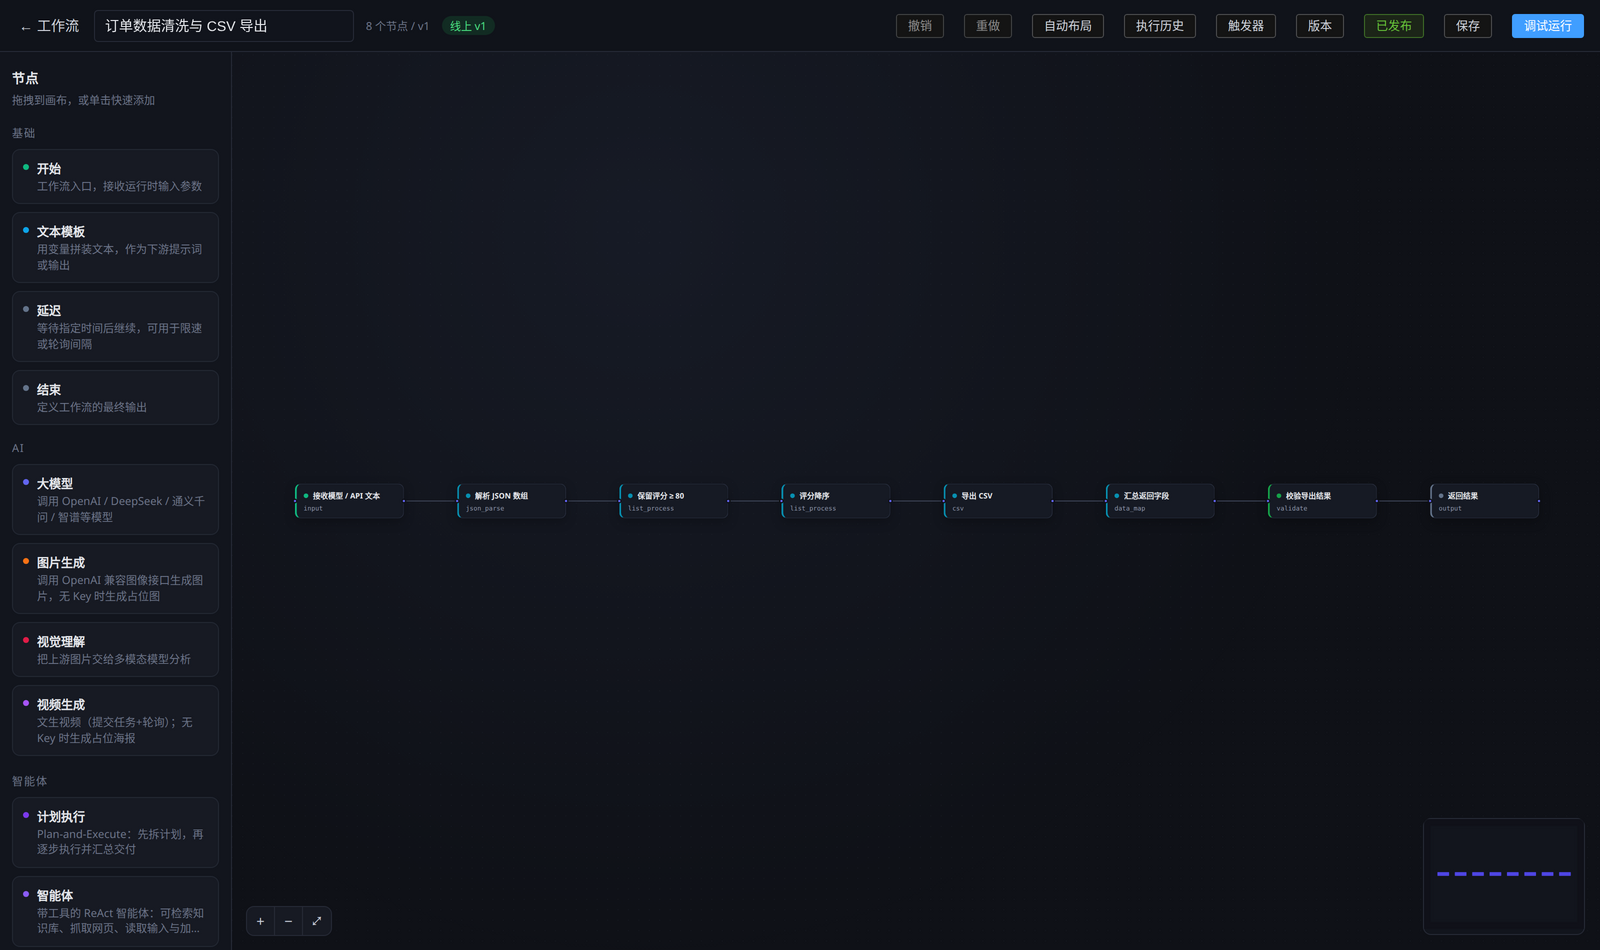 ← 工作流
订单数据清洗与 CSV 导出
8 个节点 / v1
线上 v1
撤销
重做
自动布局
执行历史
触发器
版本
已发布
保存
调试运行
节点
拖拽到画布，或单击快速添加
基础
开始
工作流入口，接收运行时输入参数
文本模板
用变量拼装文本，作为下游提示词
或输出
延迟
等待指定时间后继续，可用于限速
或轮询间隔
结束
定义工作流的最终输出
AI
大模型
调用 OpenAI / DeepSeek / 通义千
问 / 智谱等模型
图片生成
调用 OpenAI 兼容图像接口生成图
片，无 Key 时生成占位图
视觉理解
把上游图片交给多模态模型分析
视频生成
文生视频（提交任务+轮询）；无
Key 时生成占位海报
智能体
计划执行
Plan-and-Execute：先拆计划，再
逐步执行并汇总交付
智能体
带工具的 ReAct 智能体：可检索知
识库、抓取网页、读取输入与加...
接收模型 / API 文本
input
解析 JSON 数组
json_parse
保留评分 ≥ 80
list_process
评分降序
list_process
导出 CSV
csv
汇总返回字段
data_map
校验导出结果
validate
返回结果
output